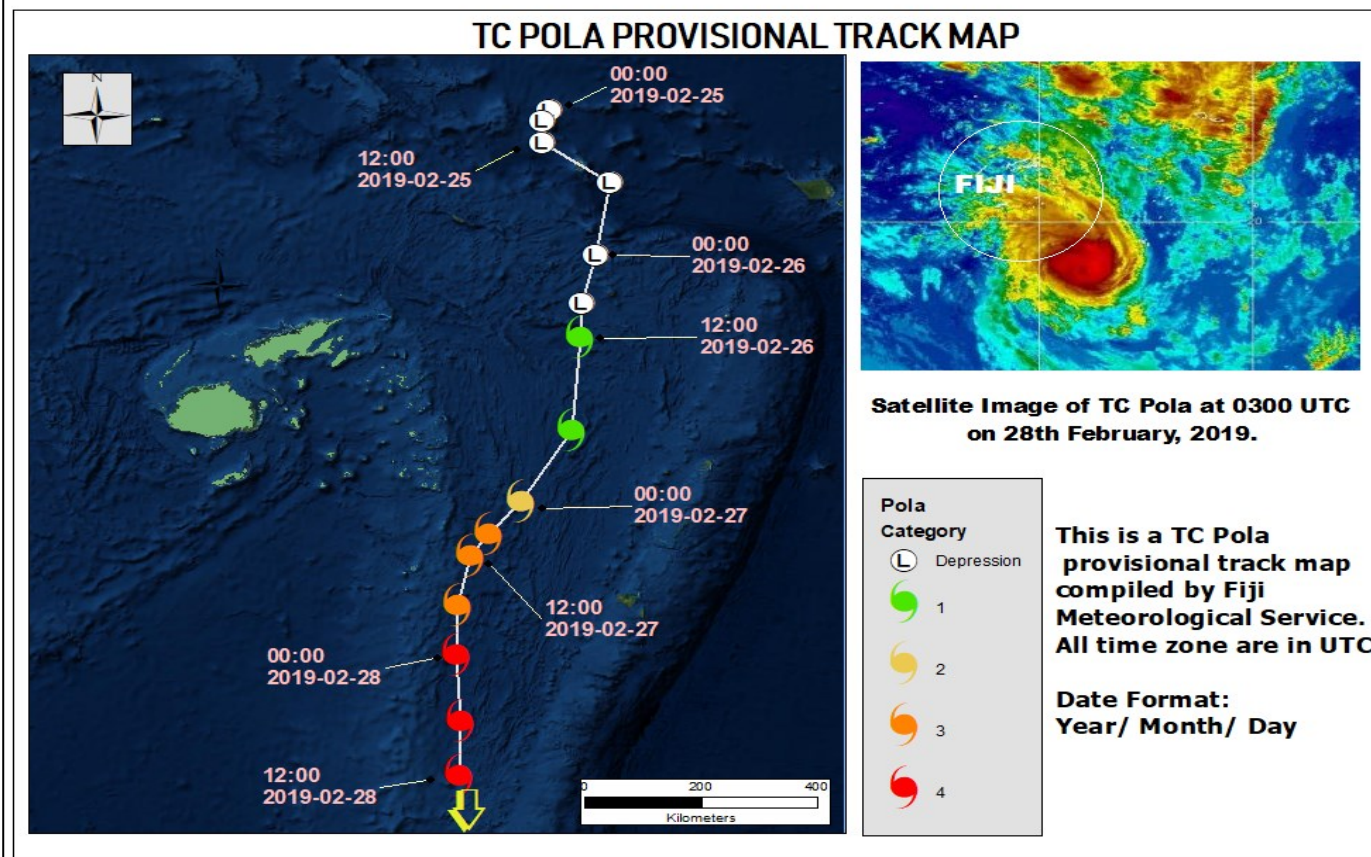 TC POLA PROVISIONAL TRACK MAP
N
00:00
2019-02-25
12:00
2019-02-25
00:00
2019-02-26
12:00
2019-02-26
00:00
2019-02-27
12:00
2019-02-27
00:00
2019-02-28
12:00
2019-02-28
L
L
L
L
L
L
N
0 200 400
Kilometers
FIJI
Satellite Image of TC Pola at 0300 UTC
on 28th February, 2019.
Pola
Category
L Depression
1
2
3
4
This is a TC Pola
provisional track map
compiled by Fiji
Meteorological Service.
All time zone are in UTC
Date Format:
Year/ Month/ Day